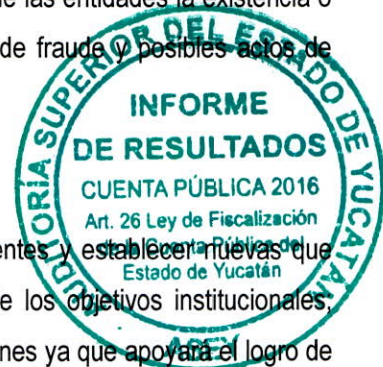 de las entidades la existencia o
de fraude y posibles actos de
AUDITORÍA SUPERIOR DEL ESTADO DE YUCATÁN
INFORME
DE RESULTADOS
CUENTA PÚBLICA 2016
Art. 26 Ley de Fiscalización
de la Cuenta Pública del
Estado de Yucatán
ASEY
entes y establecer nuevas que
e los objetivos institucionales;
nes ya que apoyará el logro de